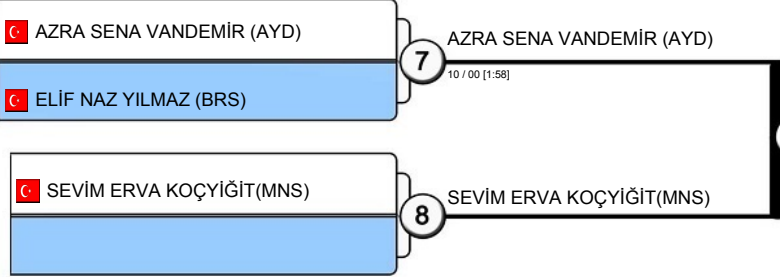 AZRA SENA VANDEMİR (AYD)
ELİF NAZ YILMAZ (BRS)
7
AZRA SENA VANDEMİR (AYD)
10 / 00 [1:58]
SEVİM ERVA KOÇYİĞİT(MNS)
8
SEVİM ERVA KOÇYİĞİT(MNS)